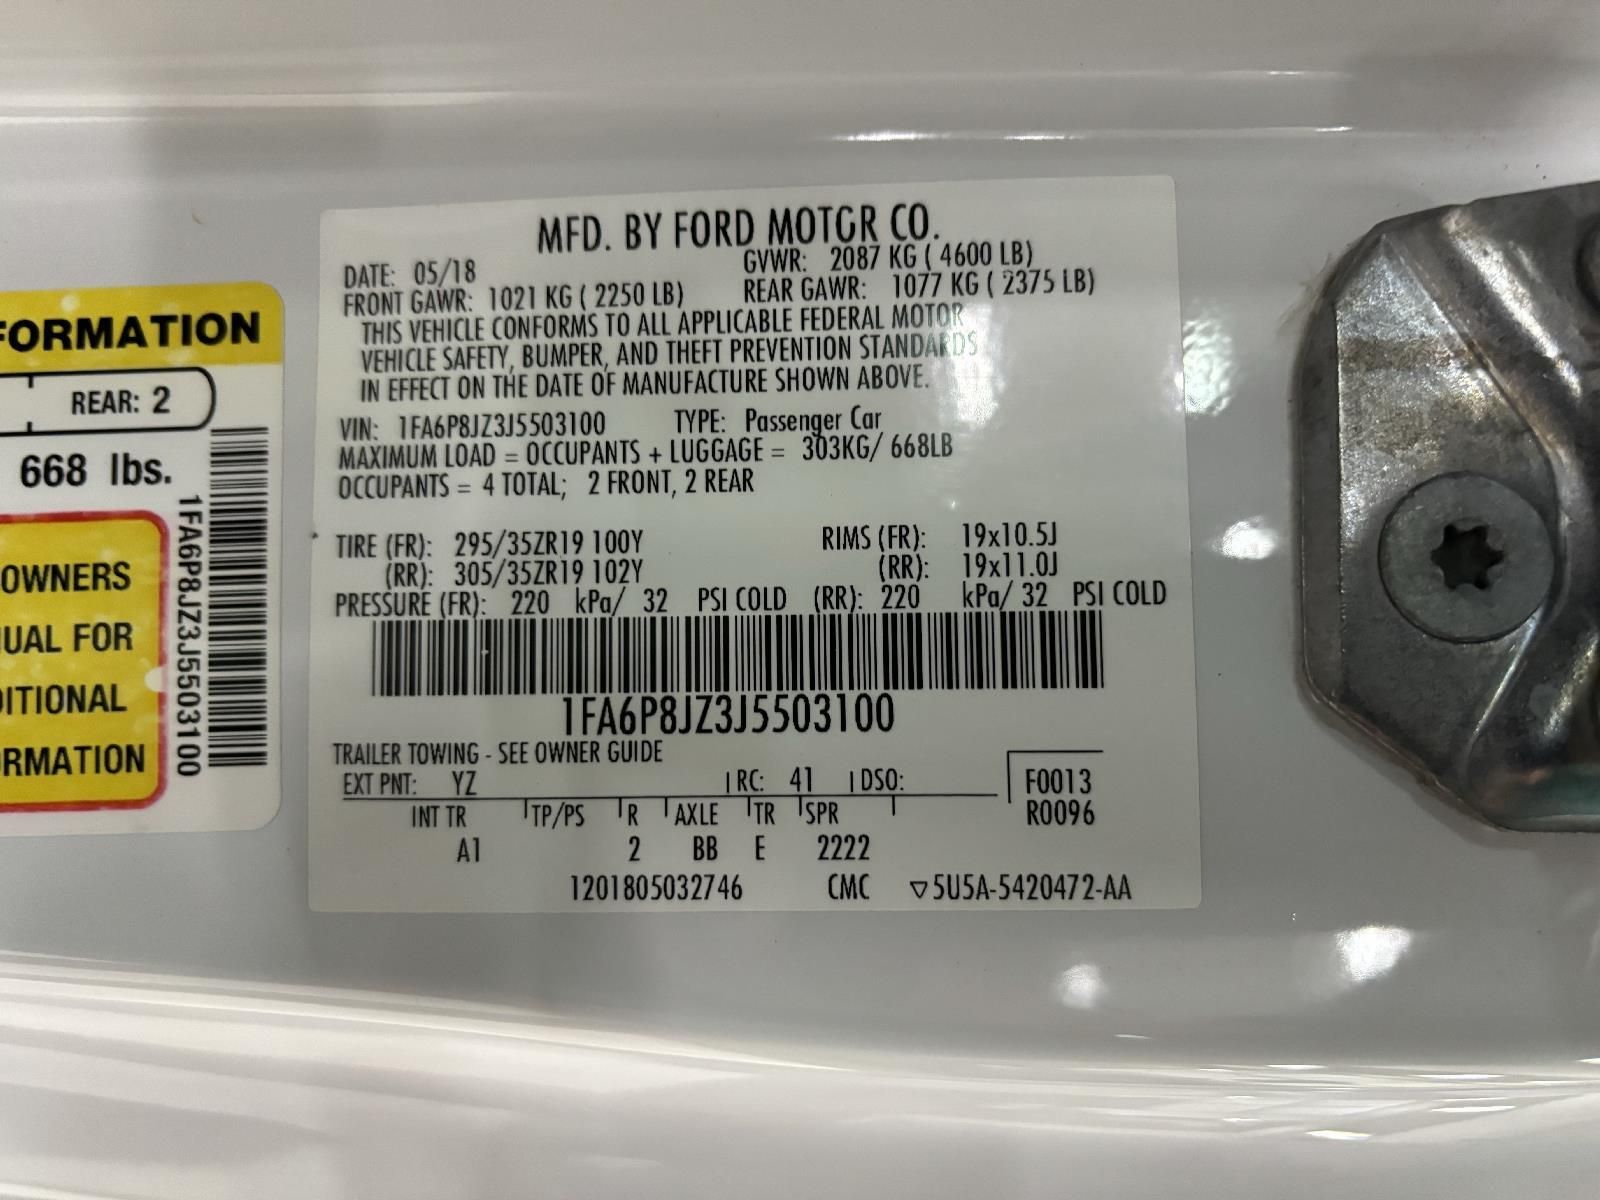 FORMATION
REAR: 2
668 lbs.
1FA6P8JZ3J5503100
OWNERS
UAL FOR
DITIONAL
RMATION
MFD. BY FORD MOTOR CO.
DATE: 05/18 GVWR: 2087 KG ( 4600 LB)
FRONT GAWR: 1021 KG ( 2250 LB) REAR GAWR: 1077 KG ( 2375 LB)
THIS VEHICLE CONFORMS TO ALL APPLICABLE FEDERAL MOTOR
VEHICLE SAFETY, BUMPER, AND THEFT PREVENTION STANDARDS
IN EFFECT ON THE DATE OF MANUFACTURE SHOWN ABOVE.
VIN: 1FA6P8JZ3J5503100 TYPE: Passenger Car
MAXIMUM LOAD = OCCUPANTS + LUGGAGE = 303KG/ 668LB
OCCUPANTS = 4 TOTAL; 2 FRONT, 2 REAR
TIRE (FR): 295/35ZR19 100Y RIMS (FR): 19x10.5J
(RR): 305/35ZR19 102Y (RR): 19x11.0J
PRESSURE (FR): 220 kPa/ 32 PSI COLD (RR): 220 kPa/ 32 PSI COLD
1FA6P8JZ3J5503100
TRAILER TOWING - SEE OWNER GUIDE
EXT PNT: YZ RC: 41 DSO: F0013
INT TR TP/PS R AXLE TR SPR R0096
A1 2 BB E 2222
1201805032746 CMC ▽5U5A-5420472-AA